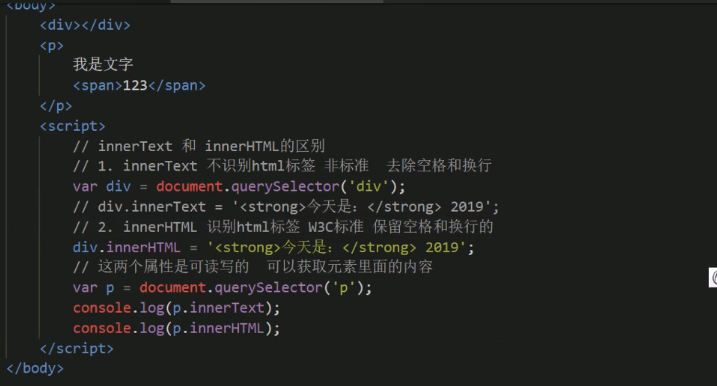 <body>
<div></div>
<p>
我是文字
<span>123</span>
</p>
<script>
// innerText 和 innerHTML的区别
// 1. innerText 不识别html标签 非标准  去除空格和换行
var div = document.querySelector('div');
// div.innerText = '<strong>今天是：</strong> 2019';
// 2. innerHTML 识别html标签 W3C标准 保留空格和换行的
div.innerHTML = '<strong>今天是：</strong> 2019';
// 这两个属性是可读写的  可以获取元素里面的内容
var p = document.querySelector('p');
console.log(p.innerText);
console.log(p.innerHTML);
</script>
</body>